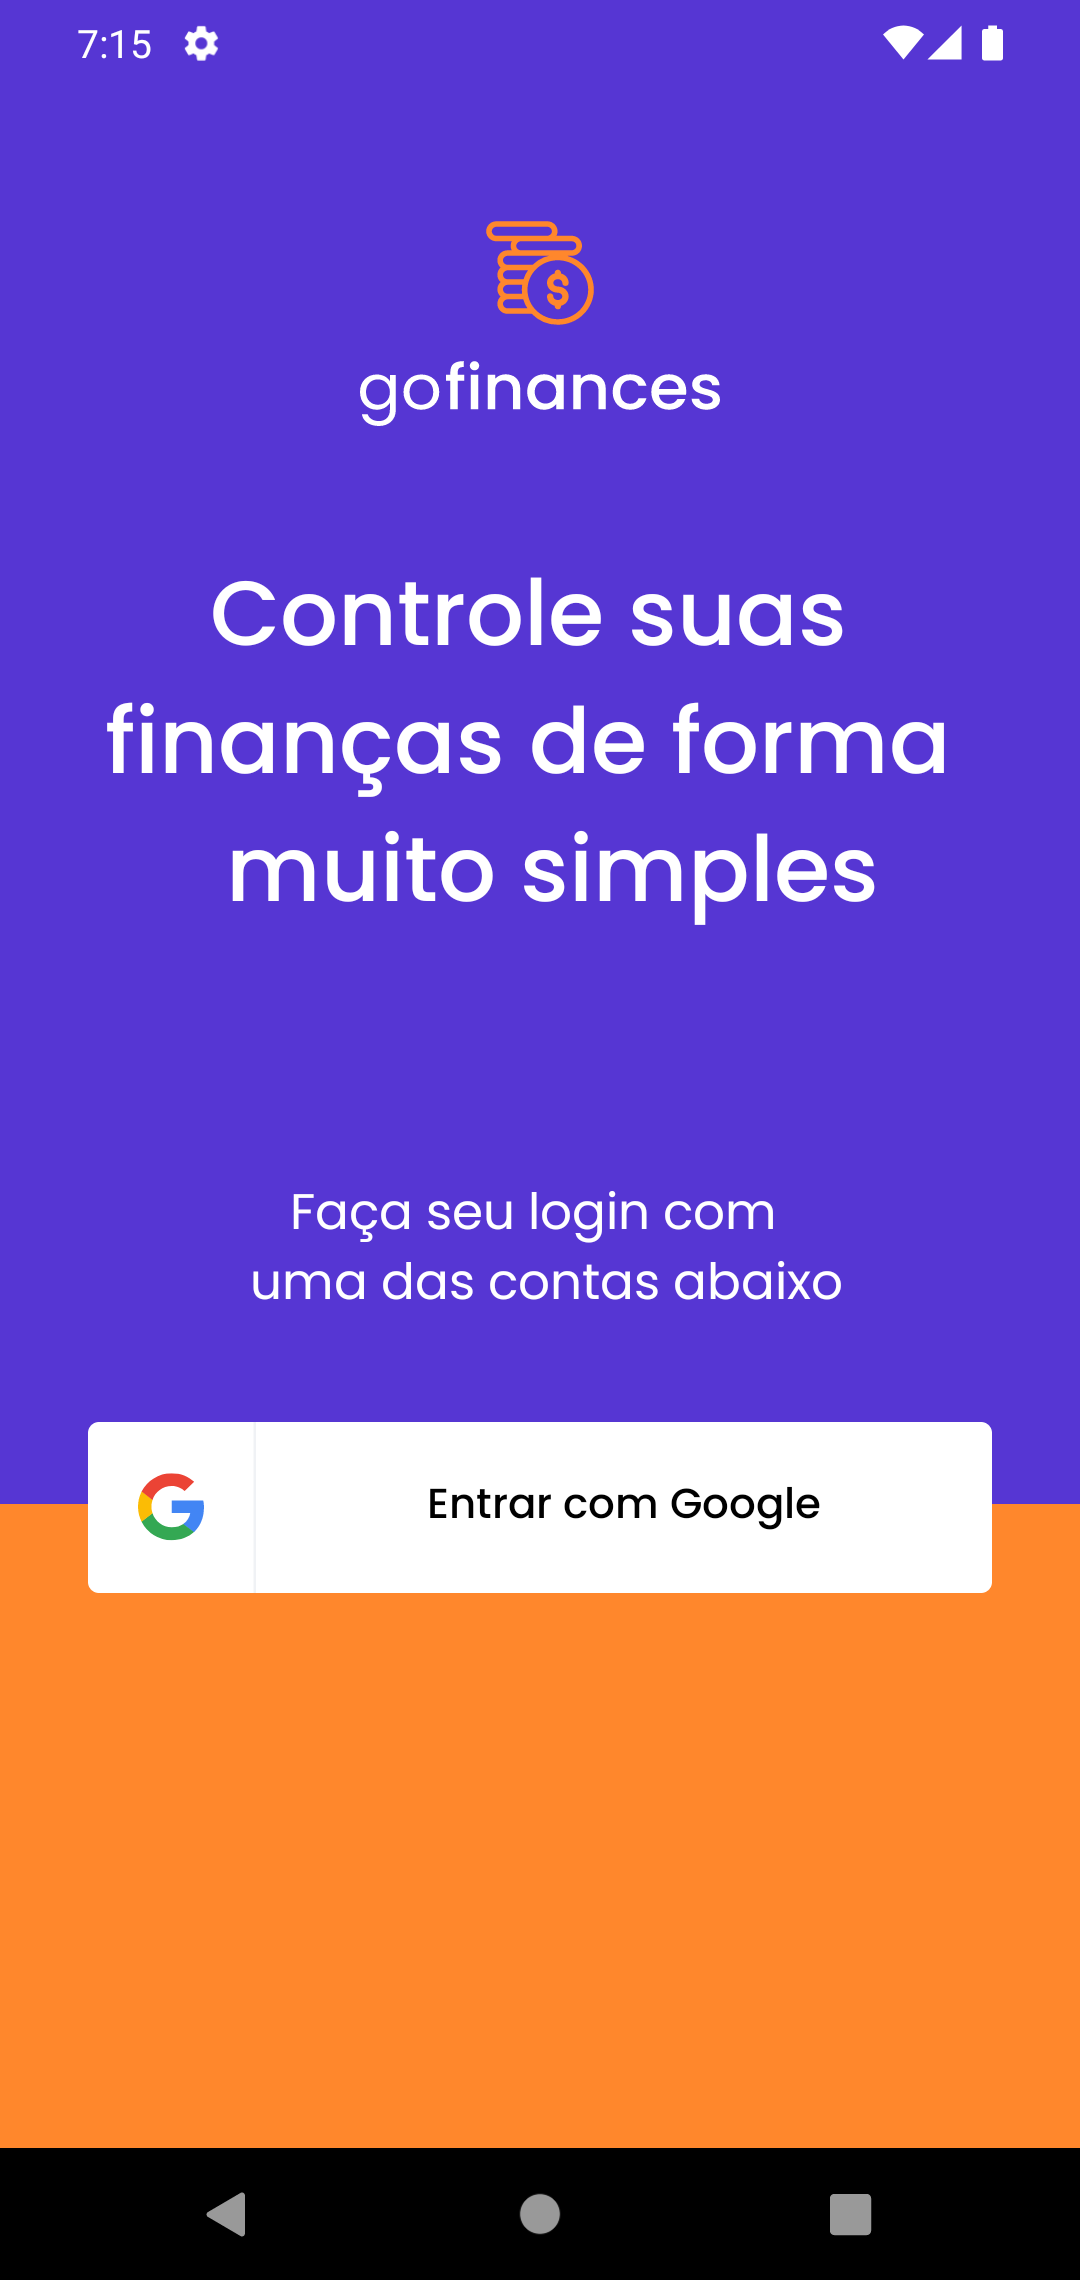 7:15
gofinances
Controle suas
finanças de forma
muito simples
Faça seu login com
uma das contas abaixo
Entrar com Google